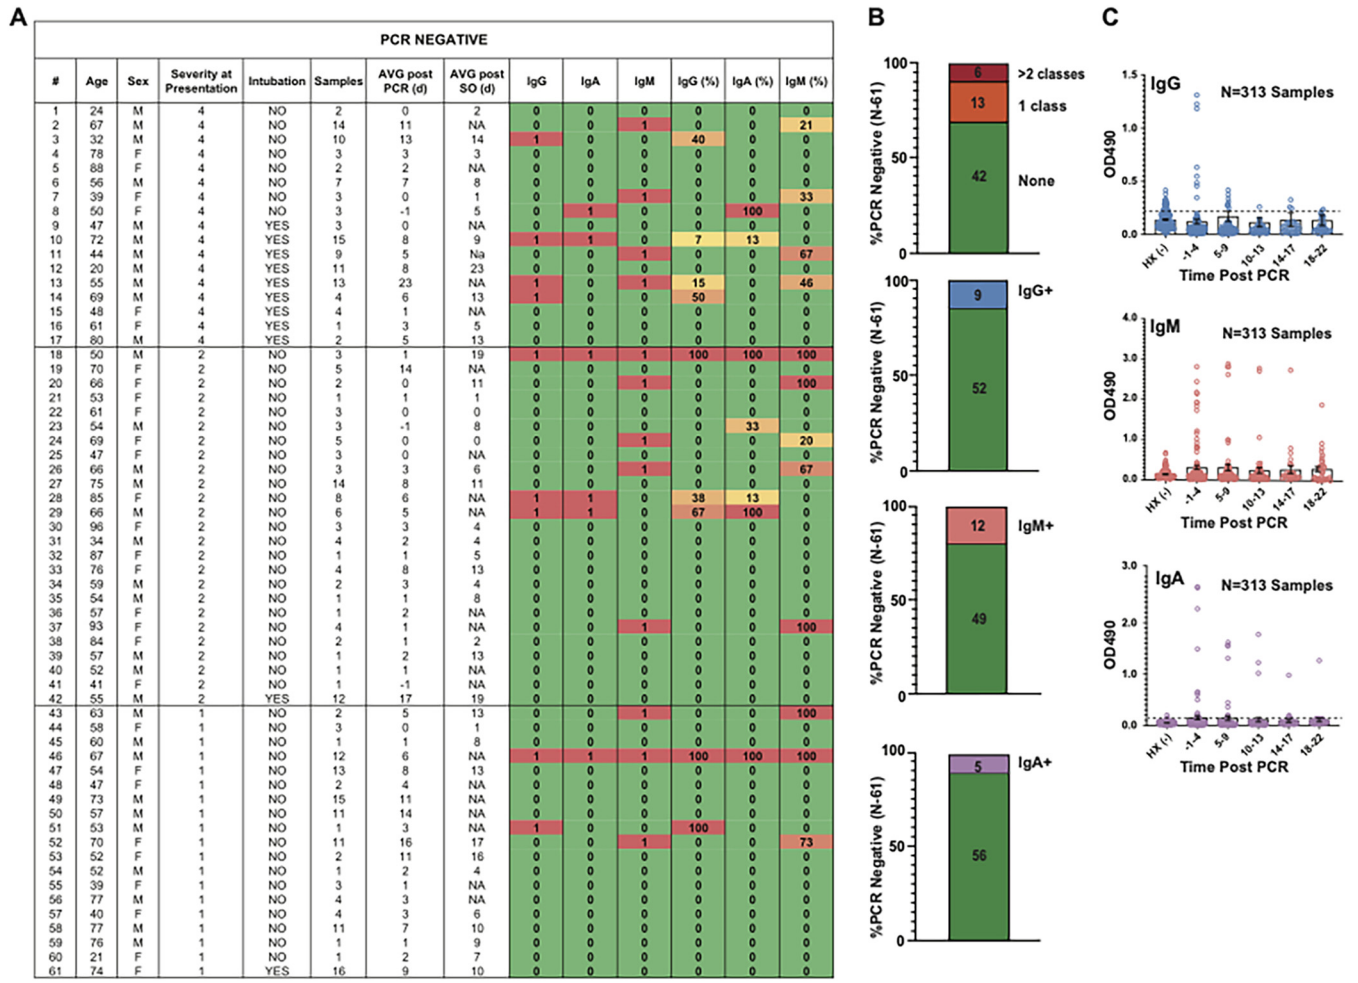 A
PCR NEGATIVE
# Age Sex Severity at Presentation Intubation Samples AVG post PCR (d) AVG post SO (d) IgG IgA IgM IgG (%) IgA (%) IgM (%)
1 24 M 4 NO 2 0 2 0 0 0 0 0 0
2 67 M 4 NO 14 11 NA 0 0 1 0 0 21
3 32 M 4 NO 10 13 14 1 0 0 40 0 0
4 78 F 4 NO 3 3 3 0 0 0 0 0 0
5 88 F 4 NO 2 2 NA 0 0 0 0 0 0
6 56 M 4 NO 7 7 8 0 0 0 0 0 0
7 39 F 4 NO 3 0 1 0 0 1 0 0 33
8 50 F 4 NO 3 -1 5 0 1 0 0 100 0
9 47 M 4 YES 3 0 NA 0 0 0 0 0 0
10 72 M 4 YES 15 8 9 1 1 0 7 13 0
11 44 M 4 YES 9 5 Na 0 0 1 0 0 67
12 20 M 4 YES 11 8 23 0 0 0 0 0 0
13 55 M 4 YES 13 23 NA 1 0 1 15 0 46
14 69 M 4 YES 4 6 13 1 0 0 50 0 0
15 48 F 4 YES 4 1 NA 0 0 0 0 0 0
16 61 F 4 YES 1 3 5 0 0 0 0 0 0
17 80 M 4 YES 2 5 13 0 0 0 0 0 0
18 50 M 2 NO 3 1 19 1 1 1 100 100 100
19 70 F 2 NO 5 14 NA 0 0 0 0 0 0
20 66 F 2 NO 2 0 11 0 0 1 0 0 100
21 53 F 2 NO 1 1 1 0 0 0 0 0 0
22 61 F 2 NO 3 0 0 0 0 0 0 0 0
23 54 M 2 NO 3 -1 8 0 0 0 0 33 0
24 69 F 2 NO 5 0 0 0 0 1 0 0 20
25 47 F 2 NO 3 0 NA 0 0 0 0 0 0
26 66 M 2 NO 3 3 6 0 0 1 0 0 67
27 75 M 2 NO 14 8 11 0 0 0 0 0 0
28 85 F 2 NO 8 6 NA 1 1 0 38 13 0
29 66 M 2 NO 6 5 NA 1 1 0 67 100 0
30 96 F 2 NO 3 3 4 0 0 0 0 0 0
31 34 M 2 NO 4 2 4 0 0 0 0 0 0
32 87 F 2 NO 1 1 5 0 0 0 0 0 0
33 76 F 2 NO 4 8 13 0 0 0 0 0 0
34 59 M 2 NO 2 3 4 0 0 0 0 0 0
35 54 M 2 NO 1 1 8 0 0 0 0 0 0
36 57 F 2 NO 1 2 NA 0 0 0 0 0 0
37 93 F 2 NO 4 1 NA 0 0 1 0 0 100
38 84 F 2 NO 2 1 2 0 0 0 0 0 0
39 57 M 2 NO 1 2 13 0 0 0 0 0 0
40 52 M 2 NO 1 1 NA 0 0 0 0 0 0
41 41 F 2 NO 1 -1 NA 0 0 0 0 0 0
42 55 M 2 YES 12 17 19 0 0 0 0 0 0
43 63 M 1 NO 2 5 13 0 0 1 0 0 100
44 58 F 1 NO 3 0 1 0 0 0 0 0 0
45 60 M 1 NO 1 1 8 0 0 0 0 0 0
46 67 M 1 NO 12 6 NA 1 1 1 100 100 100
47 54 F 1 NO 13 8 13 0 0 0 0 0 0
48 47 F 1 NO 2 4 NA 0 0 0 0 0 0
49 73 M 1 NO 15 11 NA 0 0 0 0 0 0
50 57 M 1 NO 11 14 NA 0 0 0 0 0 0
51 53 M 1 NO 1 3 NA 1 0 0 100 0 0
52 70 F 1 NO 11 16 17 0 0 1 0 0 73
53 52 F 1 NO 2 11 16 0 0 0 0 0 0
54 52 M 1 NO 1 2 4 0 0 0 0 0 0
55 39 F 1 NO 3 1 NA 0 0 0 0 0 0
56 77 M 1 NO 4 3 NA 0 0 0 0 0 0
57 40 F 1 NO 4 3 6 0 0 0 0 0 0
58 77 M 1 NO 11 7 10 0 0 0 0 0 0
59 76 M 1 NO 1 1 9 0 0 0 0 0 0
60 21 F 1 NO 1 2 7 0 0 0 0 0 0
61 74 F 1 YES 16 9 10 0 0 0 0 0 0
B
%PCR Negative (N-61)
100
50
0
6 >2 classes
13 1 class
42 None
%PCR Negative (N-61)
100
50
0
9 IgG+
52
%PCR Negative (N-61)
100
50
0
12 IgM+
49
%PCR Negative (N-61)
100
50
0
5 IgA+
56
C
IgG
N=313 Samples
OD490
1.5
1.0
0.5
0.0
HX (-) -1-4 5-9 10-13 14-17 18-22
Time Post PCR
IgM
N=313 Samples
OD490
4.0
3.0
2.0
1.0
0.0
HX (-) -1-4 5-9 10-13 14-17 18-22
Time Post PCR
IgA
N=313 Samples
OD490
3.0
2.0
1.0
0.0
HX (-) -1-4 5-9 10-13 14-17 18-22
Time Post PCR